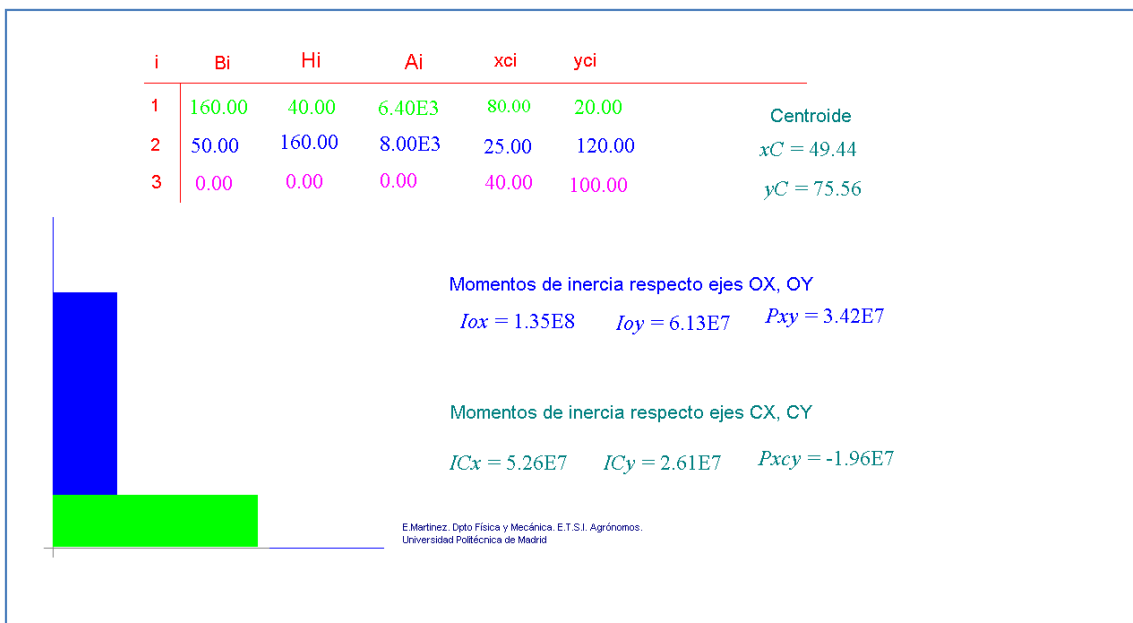 i Bi Hi Ai xci yci
1 160.00 40.00 6.40E3 80.00 20.00
2 50.00 160.00 8.00E3 25.00 120.00
3 0.00 0.00 0.00 40.00 100.00
Centroide
xC = 49.44
yC = 75.56
Momentos de inercia respecto ejes OX, OY
Iox = 1.35E8 Ioy = 6.13E7 Pxy = 3.42E7
Momentos de inercia respecto ejes CX, CY
ICx = 5.26E7 ICy = 2.61E7 Pxcy = -1.96E7
E.Martinez. Dpto Física y Mecánica. E.T.S.I. Agrónomos.
Universidad Politécnica de Madrid